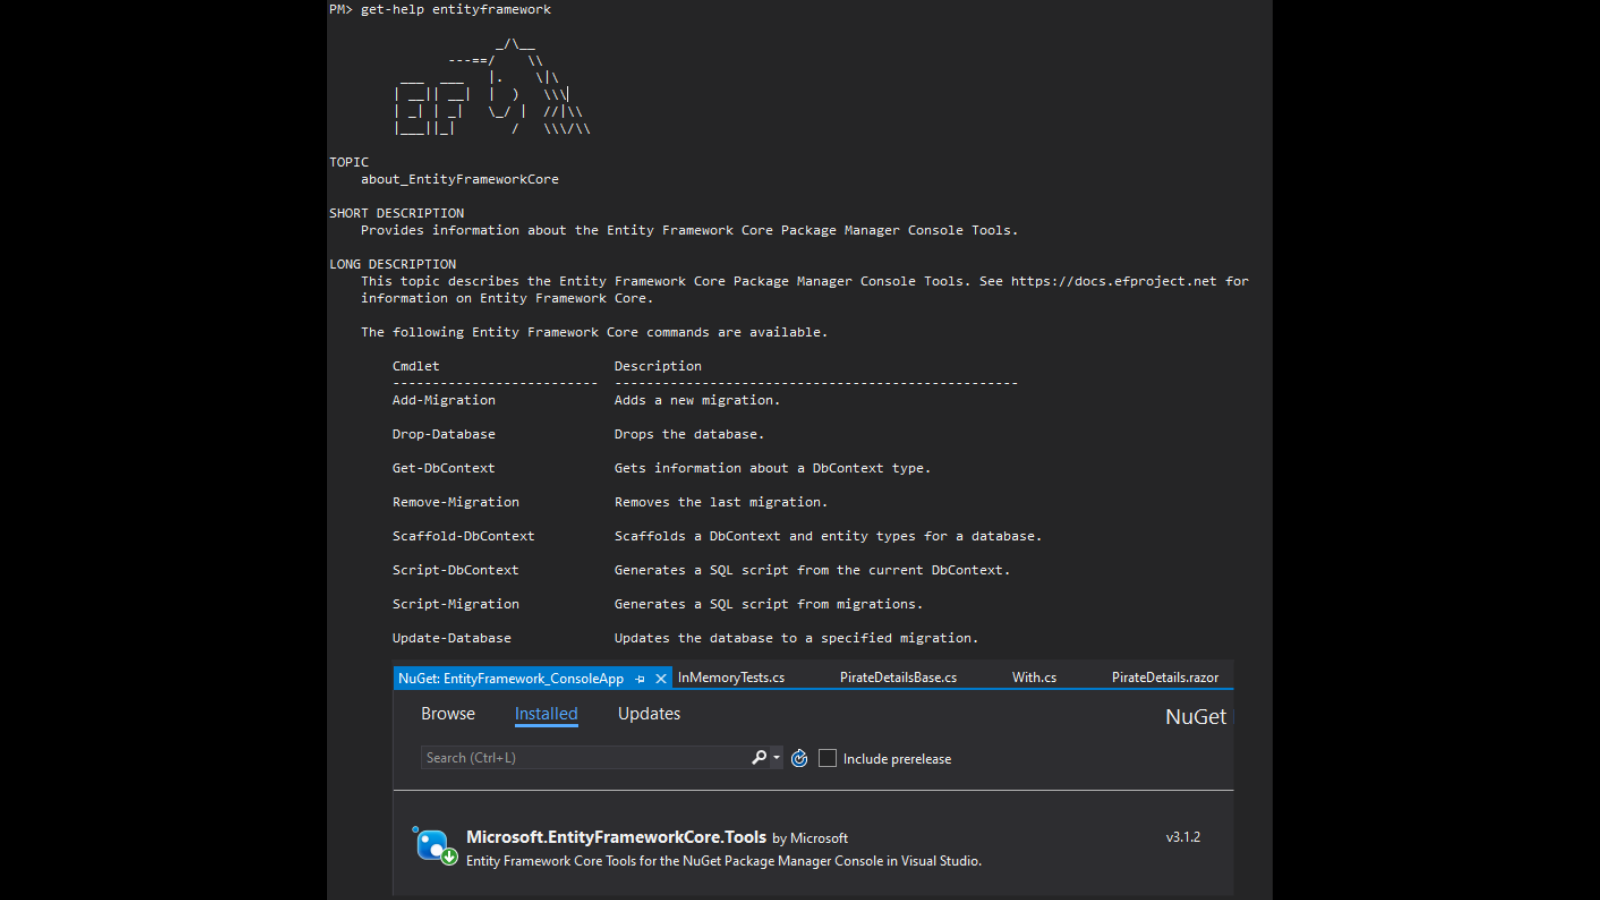 PM> get-help entityframework
                     _/\__
               ---==/    \\
         ___  ___   |.    \|\
        | __|| __|  |  )   \\\
        | _| | _|   \_/ |  //|\\
        |___||_|       /   \\\/\\
TOPIC
about_EntityFrameworkCore
SHORT DESCRIPTION
Provides information about the Entity Framework Core Package Manager Console Tools.
LONG DESCRIPTION
This topic describes the Entity Framework Core Package Manager Console Tools. See https://docs.efproject.net for
information on Entity Framework Core.
The following Entity Framework Core commands are available.
Cmdlet Description
-------------------------- ---------------------------------------------------
Add-Migration Adds a new migration.
Drop-Database Drops the database.
Get-DbContext Gets information about a DbContext type.
Remove-Migration Removes the last migration.
Scaffold-DbContext Scaffolds a DbContext and entity types for a database.
Script-DbContext Generates a SQL script from the current DbContext.
Script-Migration Generates a SQL script from migrations.
Update-Database Updates the database to a specified migration.
NuGet: EntityFramework_ConsoleApp InMemoryTests.cs PirateDetailsBase.cs With.cs PirateDetails.razor
Browse Installed Updates NuGet
Search (Ctrl+L) Include prerelease
Microsoft.EntityFrameworkCore.Tools by Microsoft v3.1.2
Entity Framework Core Tools for the NuGet Package Manager Console in Visual Studio.